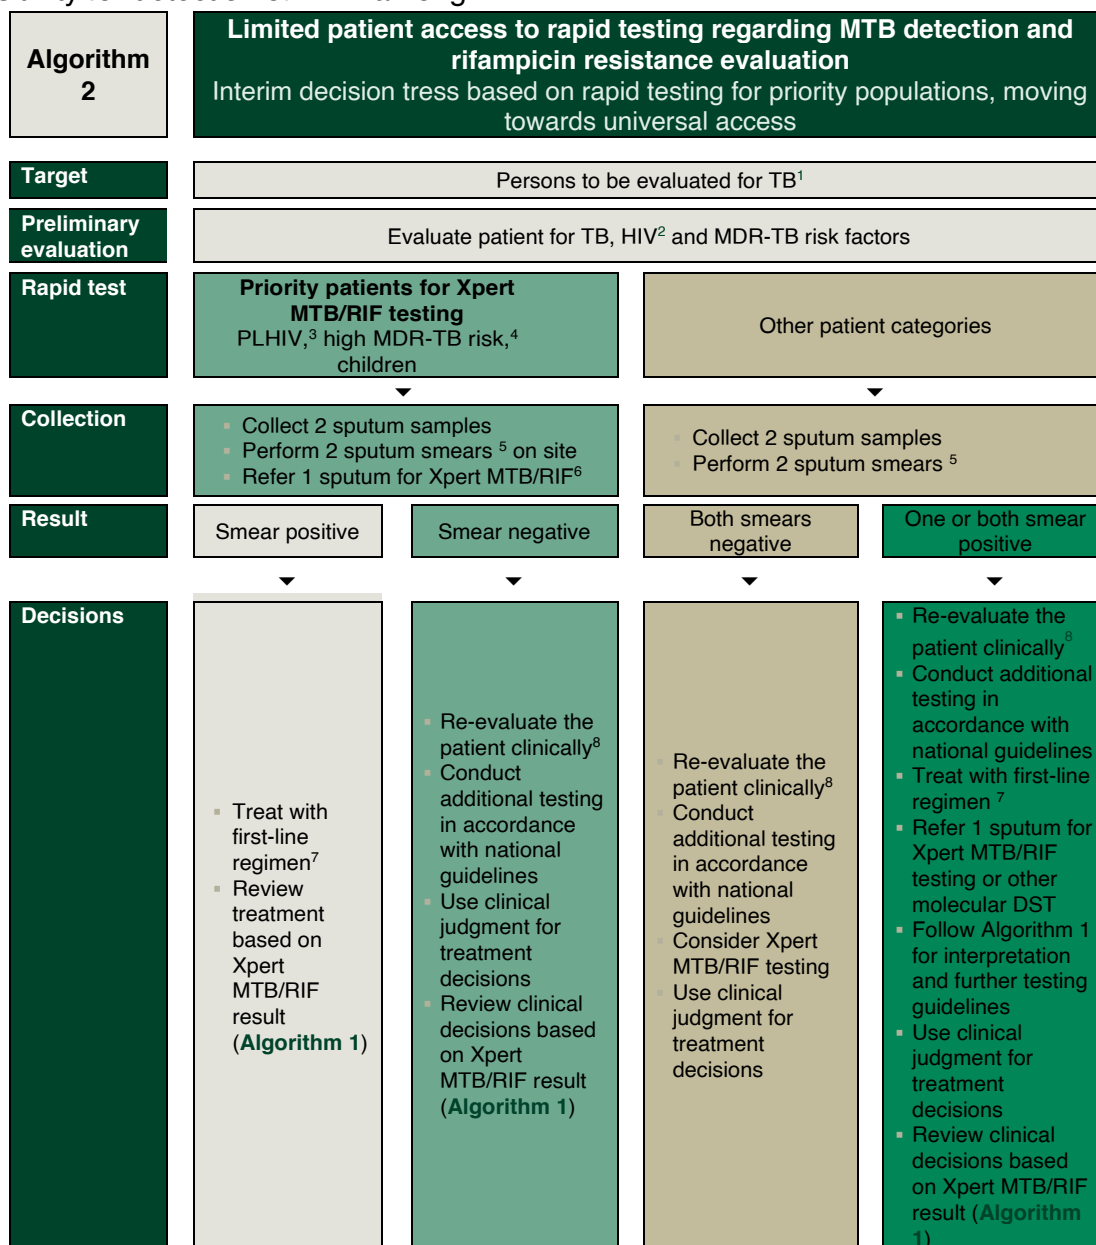 Algorithm
2
Limited patient access to rapid testing regarding MTB detection and
rifampicin resistance evaluation
Interim decision tress based on rapid testing for priority populations, moving
towards universal access
Target
Persons to be evaluated for TB1
Preliminary
evaluation
Evaluate patient for TB, HIV2 and MDR-TB risk factors
Rapid test
Priority patients for Xpert
MTB/RIF testing
PLHIV,3 high MDR-TB risk,4
children
Other patient categories
Collection
▪ Collect 2 sputum samples
▪ Perform 2 sputum smears 5 on site
▪ Refer 1 sputum for Xpert MTB/RIF6
▪ Collect 2 sputum samples
▪ Perform 2 sputum smears 5
Result
Smear positive
Smear negative
Both smears
negative
One or both smear
positive
Decisions
▪ Treat with
first-line
regimen7
▪ Review
treatment
based on
Xpert
MTB/RIF
result
(Algorithm 1)
▪ Re-evaluate the
patient clinically8
▪ Conduct
additional testing
in accordance
with national
guidelines
▪ Use clinical
judgment for
treatment
decisions
▪ Review clinical
decisions based
on Xpert
MTB/RIF result
(Algorithm 1)
▪ Re-evaluate the
patient clinically8
▪ Conduct
additional testing
in accordance
with national
guidelines
▪ Consider Xpert
MTB/RIF testing
▪ Use clinical
judgment for
treatment
decisions
▪ Re-evaluate the
patient clinically8
▪ Conduct additional
testing in
accordance with
national guidelines
▪ Treat with first-line
regimen 7
▪ Refer 1 sputum for
Xpert MTB/RIF
testing or other
molecular DST
▪ Follow Algorithm 1
for interpretation
and further testing
guidelines
▪ Use clinical
judgment for
treatment
decisions
▪ Review clinical
decisions based
on Xpert MTB/RIF
result (Algorithm
1)